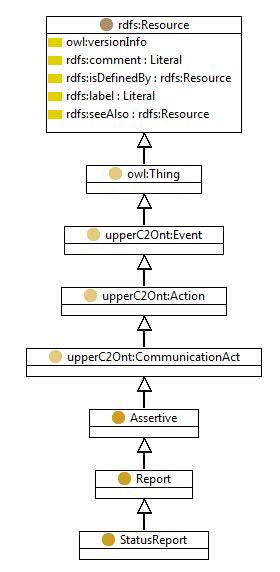 rdfs:Resource
owl:versionInfo
rdfs:comment : Literal
rdfs:isDefinedBy : rdfs:Resource
rdfs:label : Literal
rdfs:seeAlso : rdfs:Resource
owl:Thing
upperC2Ont:Event
upperC2Ont:Action
upperC2Ont:CommunicationAct
Assertive
Report
StatusReport